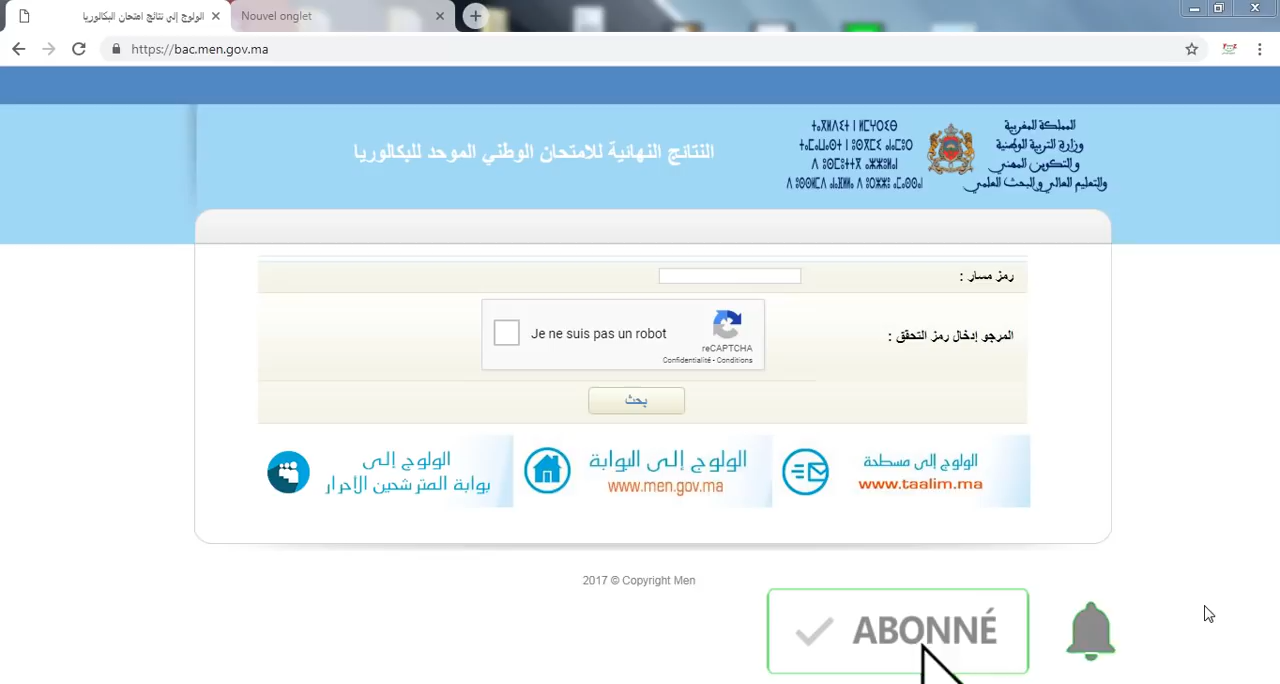 الولوج إلى نتائج امتحان البكالوريا
Nouvel onglet
https://bac.men.gov.ma
المملكة المغربية
وزارة التربية الوطنية
والتكوين المهني
والتعليم العالي والبحث العلمي
ⵜⴰⴳⵍⴷⵉⵜ ⵏ ⵍⵎⵖⵔⵉⴱ
النتائج النهائية للامتحان الوطني الموحد للبكالوريا
رمز مسار :
المرجو إدخال رمز التحقق :
Je ne suis pas un robot
reCAPTCHA
Confidentialité - Conditions
بحث
الولوج إلى مسطحة
www.taalim.ma
الولوج إلى البوابة
www.men.gov.ma
الولوج إلى
بوابة المترشحين الاحرار
2017 © Copyright Men
ABONNÉ